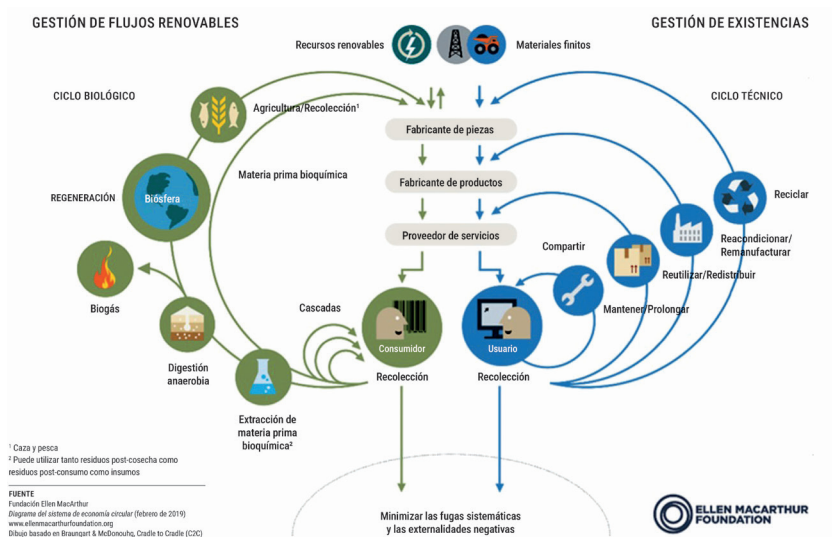 GESTIÓN DE FLUJOS RENOVABLES
GESTIÓN DE EXISTENCIAS
Recursos renovables
Materiales finitos
CICLO BIOLÓGICO
CICLO TÉCNICO
Agricultura/Recolección¹
Fabricante de piezas
Materia prima bioquímica
Fabricante de productos
REGENERACIÓN
Biósfera
Reciclar
Proveedor de servicios
Compartir
Reacondicionar/
Remanufacturar
Reutilizar/Redistribuir
Biogás
Cascadas
Mantener/Prolongar
Consumidor
Usuario
Digestión
anaerobia
Recolección
Recolección
Extracción de
materia prima
bioquímica²
¹ Caza y pesca
² Puede utilizar tanto residuos post-cosecha como
residuos post-consumo como insumos
FUENTE
Fundación Ellen MacArthur
Diagrama del sistema de economía circular (febrero de 2019)
www.ellenmacarthurfoundation.org
Dibujo basado en Braungart & McDonouhg, Cradle to Cradle (C2C)
Minimizar las fugas sistemáticas
y las externalidades negativas
ELLEN MACARTHUR
FOUNDATION